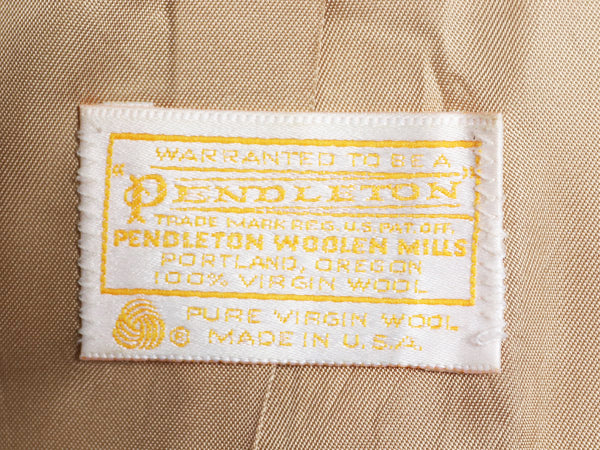 WARRANTED TO BE A
"PENDLETON"
TRADE MARK REG. U.S. PAT. OFF.
PENDLETON WOOLEN MILLS
PORTLAND, OREGON
100% VIRGIN WOOL
® PURE VIRGIN WOOL
MADE IN U.S.A.